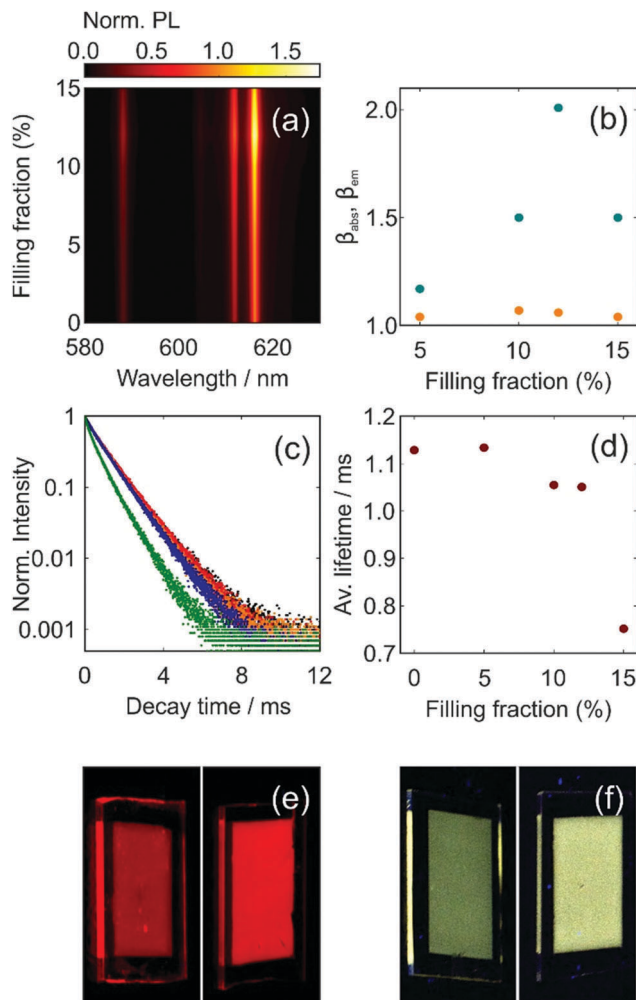 Norm. PL
0.0 0.5 1.0 1.5
(a)
Filling fraction (%)
15
10
5
0
580 600 620
Wavelength / nm
(b)
β_abs, β_em
2.0
1.5
1.0
5 10 15
Filling fraction (%)
(c)
Norm. Intensity
1
0.1
0.01
0.001
0 4 8 12
Decay time / ms
(d)
Av. lifetime / ms
1.2
1.1
1.0
0.9
0.8
0.7
0 5 10 15
Filling fraction (%)
(e)
(f)